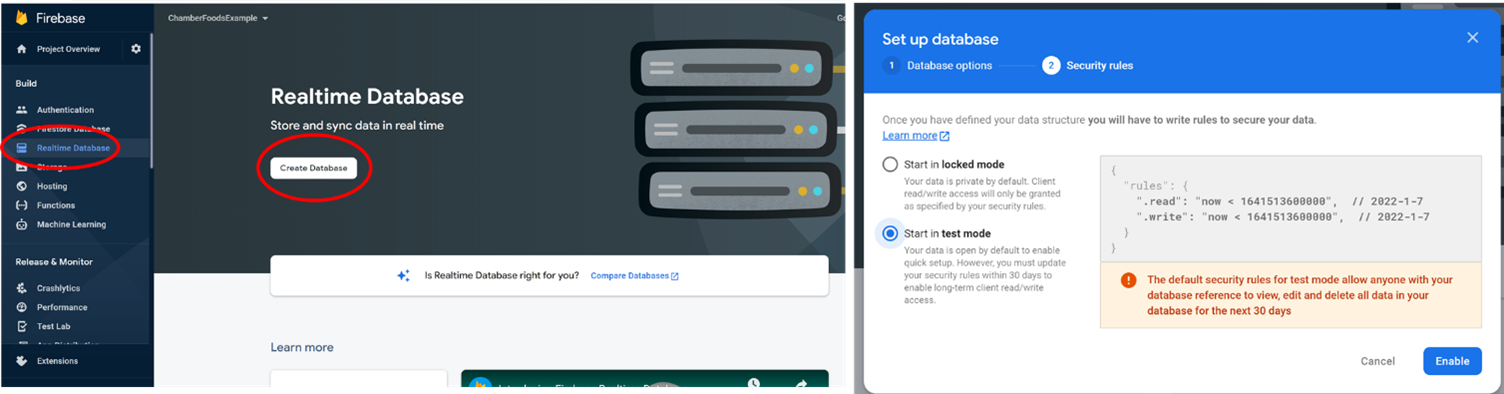 Firebase
Project Overview
Build
Authentication
Firestore Database
Realtime Database
Storage
Hosting
Functions
Machine Learning
Release & Monitor
Crashlytics
Performance
Test Lab
App Distribution
Extensions
ChamberFoodsExample
Go
Realtime Database
Store and sync data in real time
Create Database
Is Realtime Database right for you? Compare Databases
Learn more
Introducing Firebase Realtime
Set up database
1 Database options
2 Security rules
Once you have defined your data structure you will have to write rules to secure your data.
Learn more
Start in locked mode
Your data is private by default. Client
read/write access will only be granted
as specified by your security rules.
Start in test mode
Your data is open by default to enable
quick setup. However, you must update
your security rules within 30 days to
enable long-term client read/write
access.
{
"rules": {
".read": "now < 1641513600000", // 2022-1-7
".write": "now < 1641513600000", // 2022-1-7
}
}
! The default security rules for test mode allow anyone with your
database reference to view, edit and delete all data in your
database for the next 30 days
Cancel
Enable